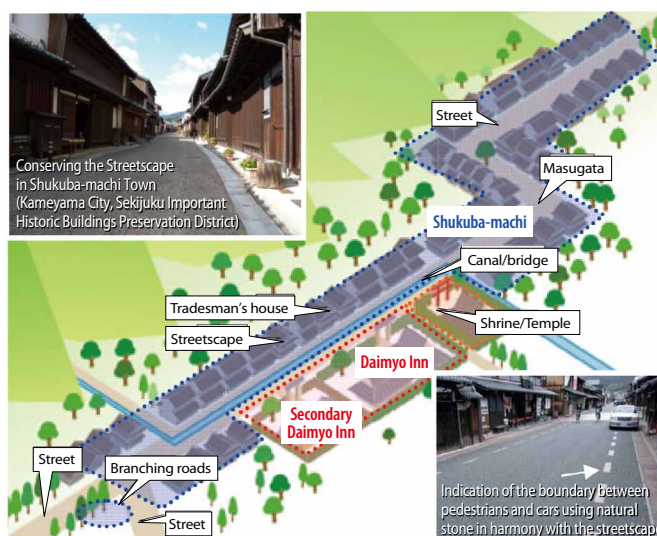 Conserving the Streetscape
in Shukuba-machi Town
(Kameyama City, Sekijuku Important
Historic Buildings Preservation District)
Street
Masugata
Shukuba-machi
Canal/bridge
Tradesman's house
Shrine/Temple
Streetscape
Daimyo Inn
Secondary
Daimyo Inn
Street
Branching roads
Street
Indication of the boundary between
pedestrians and cars using natural
stone in harmony with the streetscap